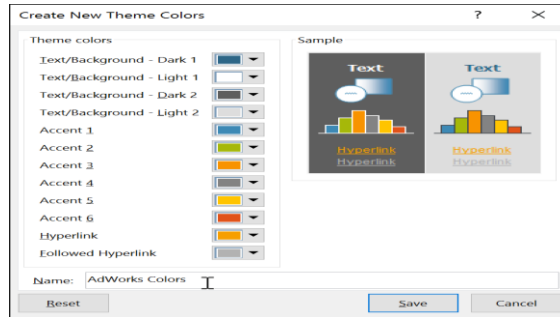 Create New Theme Colors ? ×
Theme colors
Text/Background - Dark 1
Text/Background - Light 1
Text/Background - Dark 2
Text/Background - Light 2
Accent 1
Accent 2
Accent 3
Accent 4
Accent 5
Accent 6
Hyperlink
Followed Hyperlink
Sample
Text Text
Hyperlink Hyperlink
Hyperlink Hyperlink
Name: AdWorks Colors
Reset Save Cancel